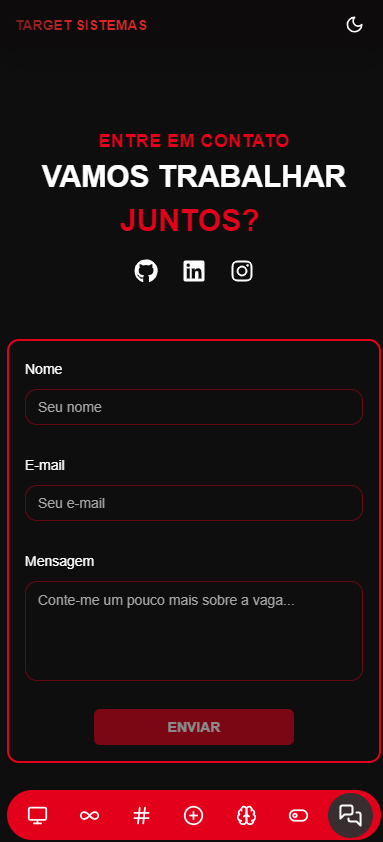 TARGET SISTEMAS
ENTRE EM CONTATO
VAMOS TRABALHAR
JUNTOS?
Nome
Seu nome
E-mail
Seu e-mail
Mensagem
Conte-me um pouco mais sobre a vaga...
ENVIAR